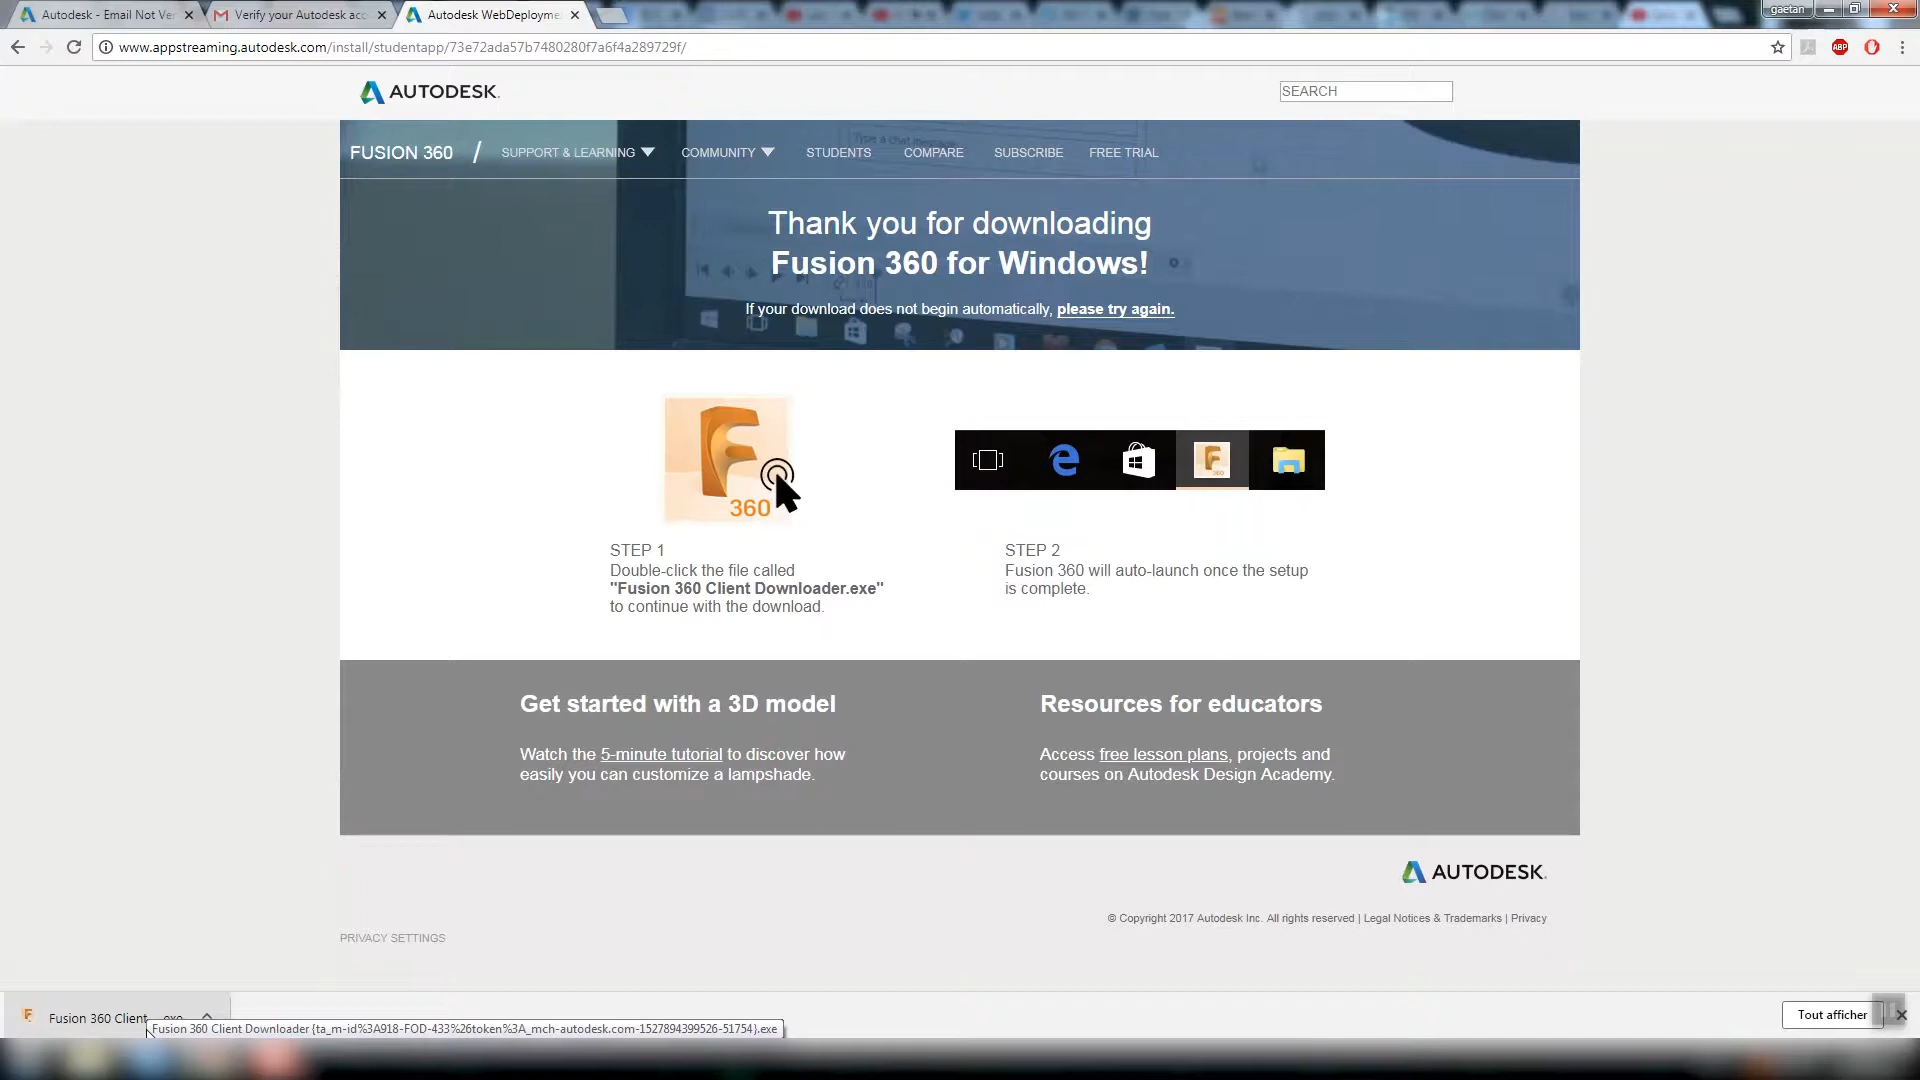 Autodesk - Email Not Ver
Verify your Autodesk acc
Autodesk WebDeployme
gaetan
www.appstreaming.autodesk.com/install/studentapp/73e72ada57b7480280f7a6f4a289729f/
ABP
AUTODESK.
SEARCH
FUSION 360 / SUPPORT & LEARNING COMMUNITY STUDENTS COMPARE SUBSCRIBE FREE TRIAL
Thank you for downloading
Fusion 360 for Windows!
If your download does not begin automatically, please try again.
360
STEP 1
Double-click the file called
"Fusion 360 Client Downloader.exe"
to continue with the download.
STEP 2
Fusion 360 will auto-launch once the setup
is complete.
Get started with a 3D model
Watch the 5-minute tutorial to discover how
easily you can customize a lampshade.
Resources for educators
Access free lesson plans, projects and
courses on Autodesk Design Academy.
AUTODESK.
© Copyright 2017 Autodesk Inc. All rights reserved | Legal Notices & Trademarks | Privacy
PRIVACY SETTINGS
Fusion 360 Client ....exe
Fusion 360 Client Downloader {ta_m-id%3A918-FOD-433%26token%3A_mch-autodesk.com-1527894399526-51754}.exe
Tout afficher